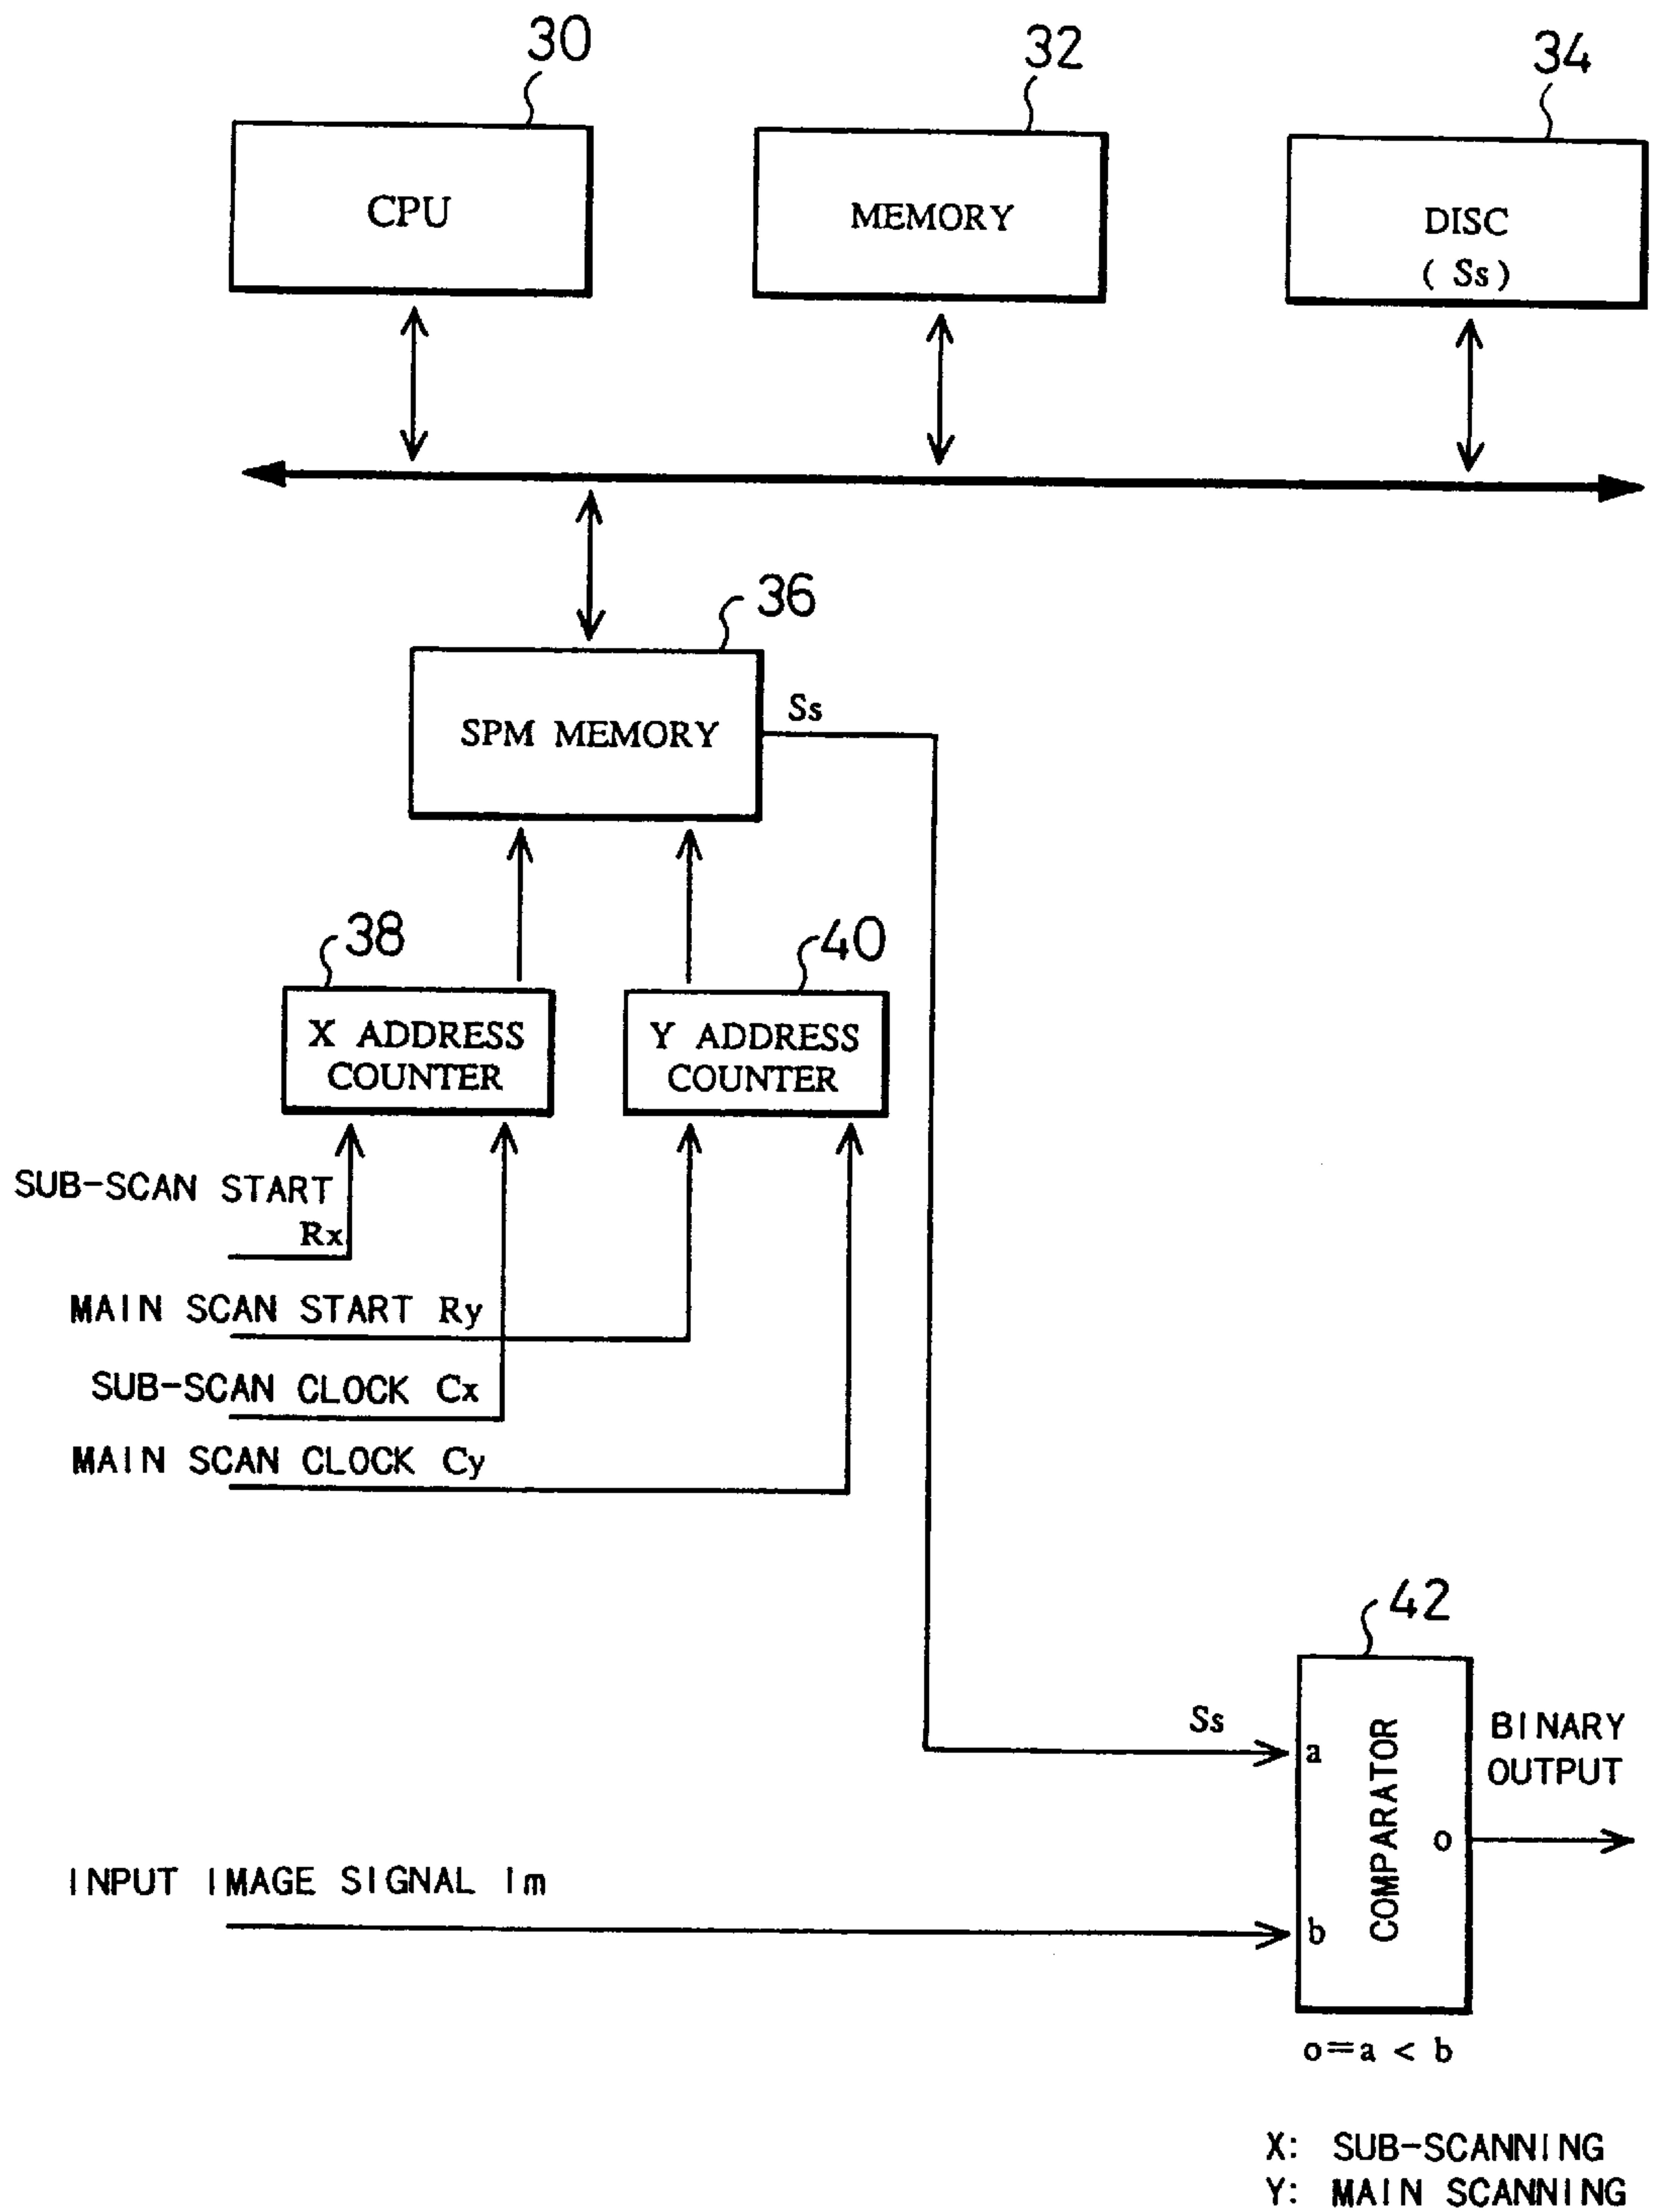 30
32
34
CPU
MEMORY
DISC
( Ss )
36
SPM MEMORY
Ss
38
40
X ADDRESS
COUNTER
Y ADDRESS
COUNTER
SUB-SCAN START
Rx
MAIN SCAN START Ry
SUB-SCAN CLOCK Cx
MAIN SCAN CLOCK Cy
42
Ss
a
COMPARATOR
BINARY
OUTPUT
o
INPUT IMAGE SIGNAL Im
b
o=a < b
X: SUB-SCANNING
Y: MAIN SCANNING